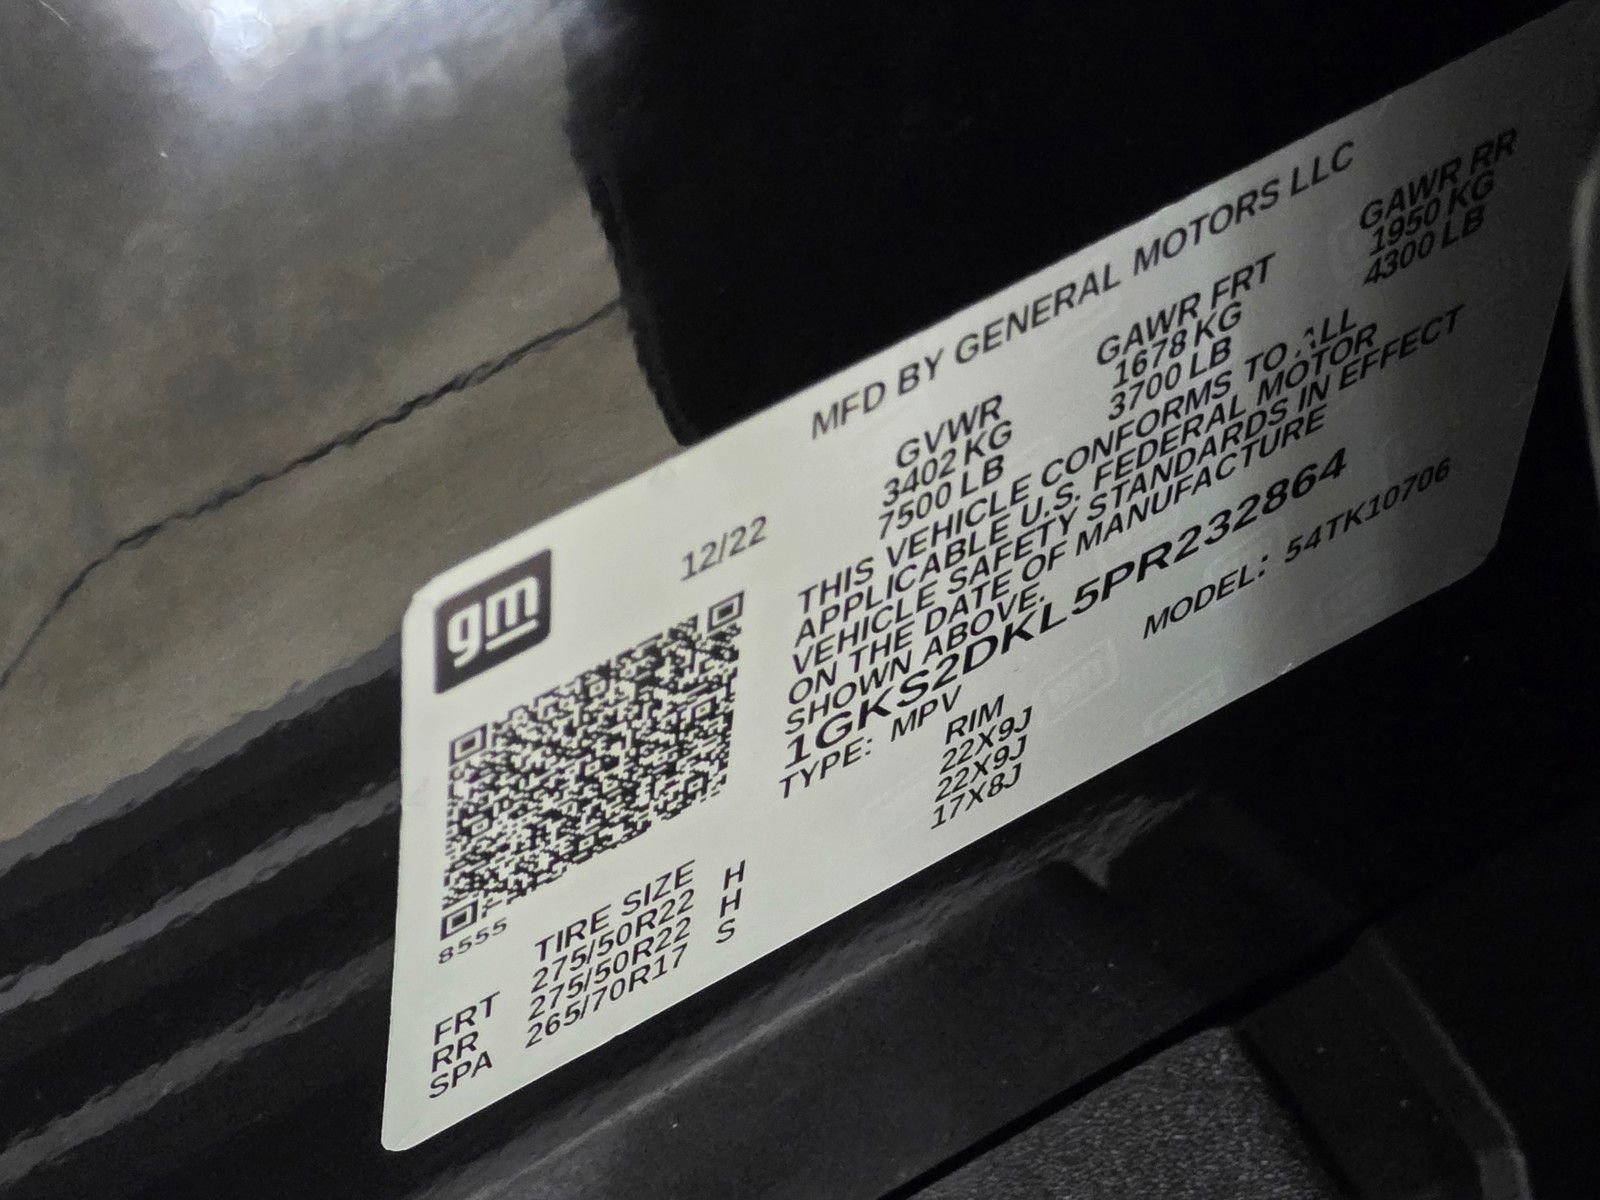 MFD BY GENERAL MOTORS LLC
gm
12/22
GVWR GAWR FRT GAWR RR
3402 KG 1678 KG 1950 KG
7500 LB 3700 LB 4300 LB
THIS VEHICLE CONFORMS TO ALL
APPLICABLE U.S. FEDERAL MOTOR
VEHICLE SAFETY STANDARDS IN EFFECT
ON THE DATE OF MANUFACTURE
SHOWN ABOVE.
1GKS2DKL5PR232864
TYPE: MPV MODEL: 54TK10706
8555
TIRE SIZE RIM
FRT 275/50R22 H 22X9J
RR 275/50R22 H 22X9J
SPA 265/70R17 S 17X8J